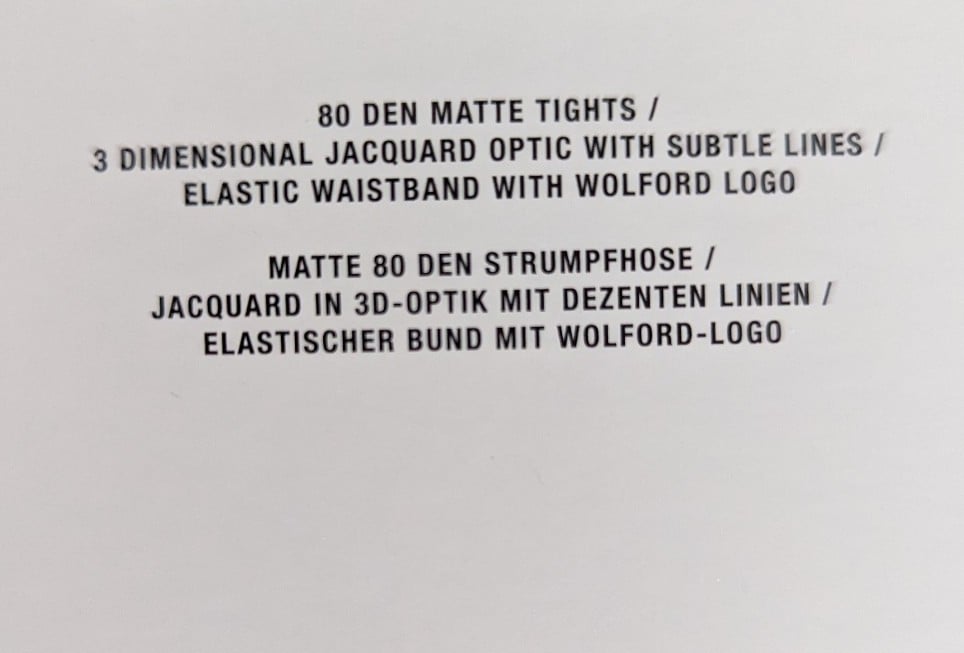 80 DEN MATTE TIGHTS /
3 DIMENSIONAL JACQUARD OPTIC WITH SUBTLE LINES /
ELASTIC WAISTBAND WITH WOLFORD LOGO
MATTE 80 DEN STRUMPFHOSE /
JACQUARD IN 3D-OPTIK MIT DEZENTEN LINIEN /
ELASTISCHER BUND MIT WOLFORD-LOGO